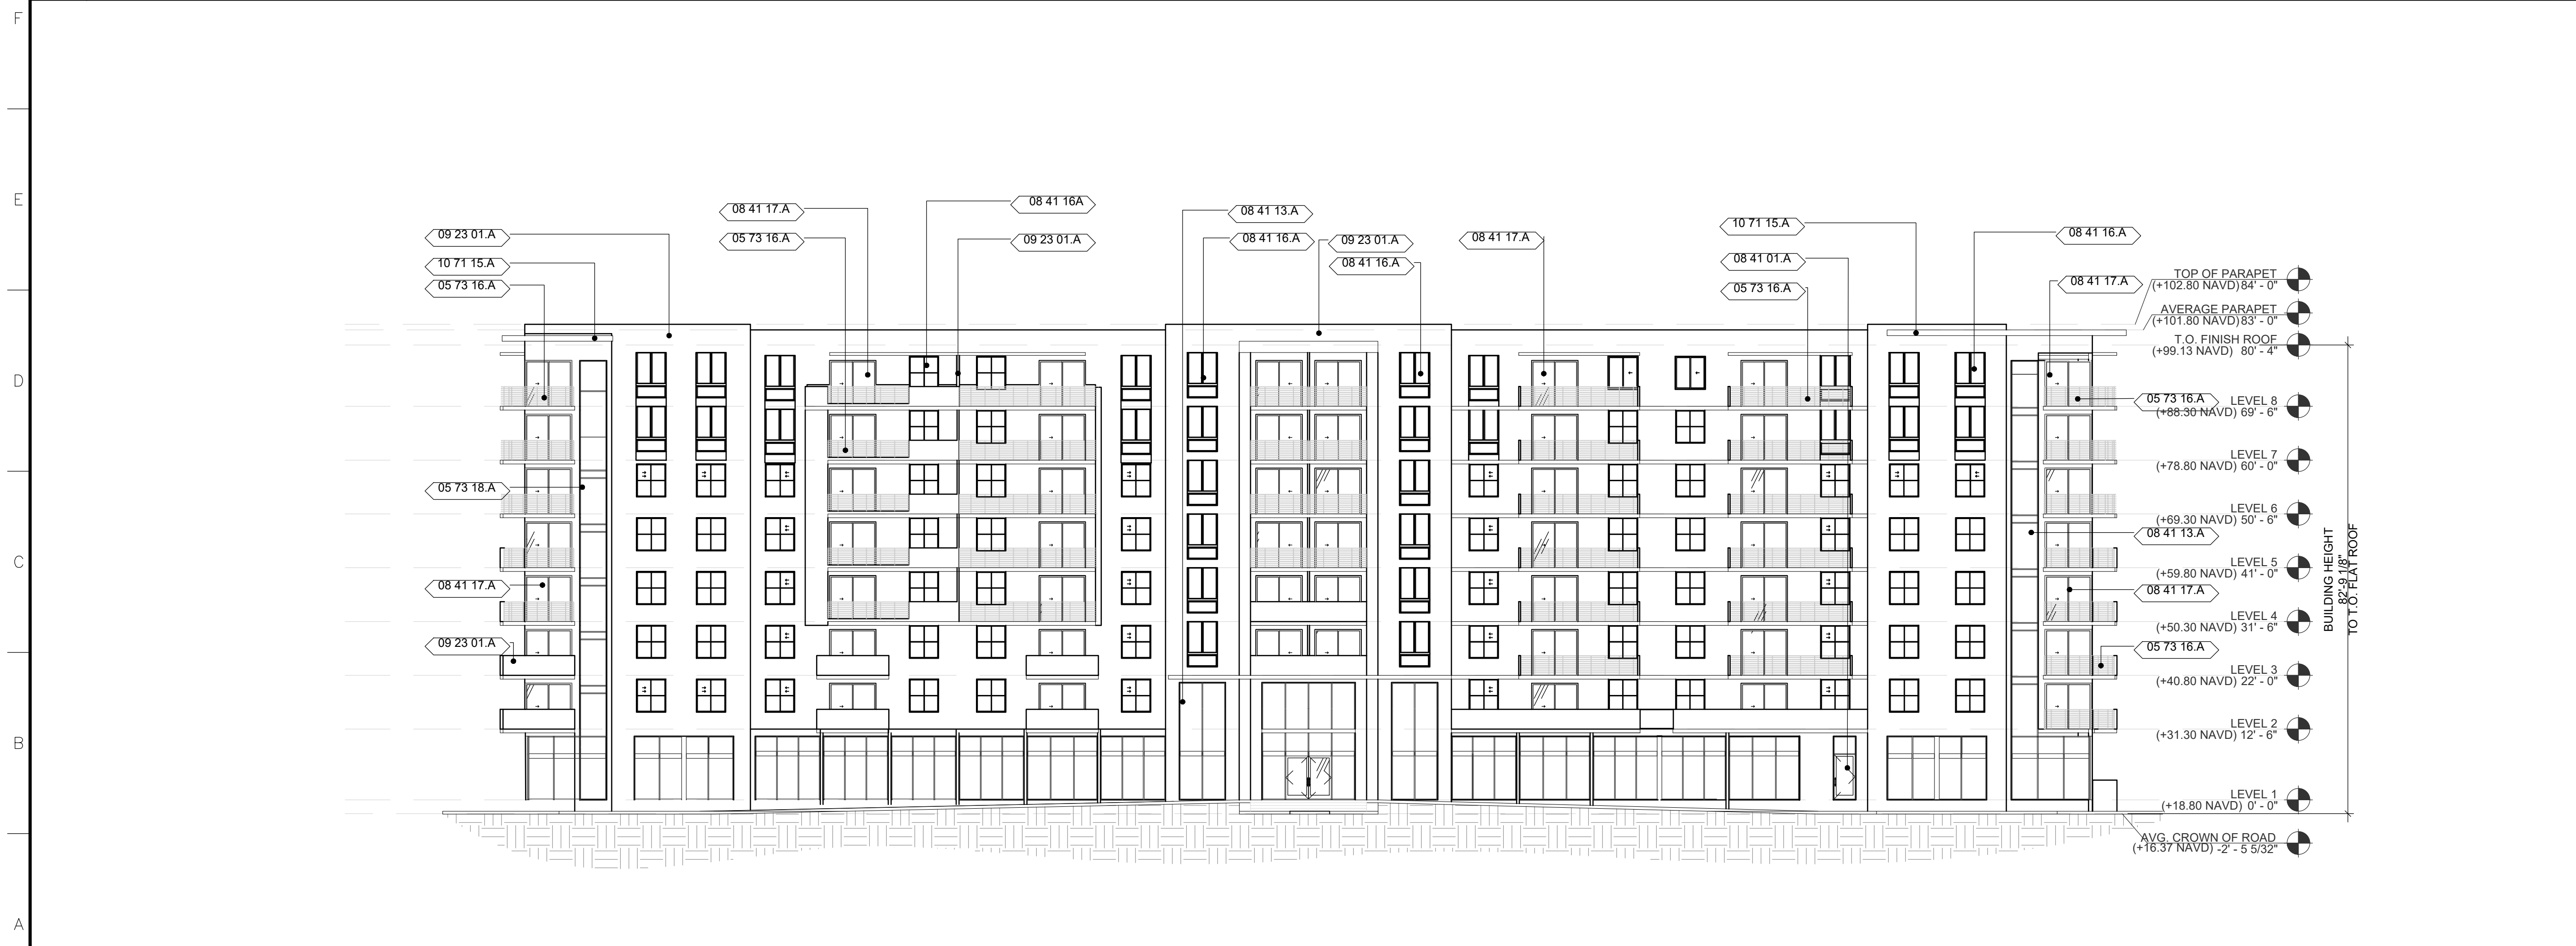 F
E
D
C
B
A
09 23 01.A
10 71 15.A
05 73 16.A
08 41 17.A
05 73 16.A
08 41 16A
09 23 01.A
08 41 13.A
08 41 16.A
09 23 01.A
08 41 16.A
08 41 17.A
10 71 15.A
08 41 01.A
05 73 16.A
08 41 16.A
08 41 17.A
05 73 18.A
08 41 17.A
09 23 01.A
05 73 16.A
08 41 13.A
08 41 17.A
05 73 16.A
TOP OF PARAPET
(+102.80 NAVD) 84' - 0"
AVERAGE PARAPET
(+101.80 NAVD) 83' - 0"
T.O. FINISH ROOF
(+99.13 NAVD) 80' - 4"
LEVEL 8
(+88.30 NAVD) 69' - 6"
LEVEL 7
(+78.80 NAVD) 60' - 0"
LEVEL 6
(+69.30 NAVD) 50' - 6"
LEVEL 5
(+59.80 NAVD) 41' - 0"
LEVEL 4
(+50.30 NAVD) 31' - 6"
LEVEL 3
(+40.80 NAVD) 22' - 0"
LEVEL 2
(+31.30 NAVD) 12' - 6"
LEVEL 1
(+18.80 NAVD) 0' - 0"
AVG. CROWN OF ROAD
(+16.37 NAVD) -2' - 5 5/32"
BUILDING HEIGHT
82'-9 1/8"
TO T.O. FLAT ROOF